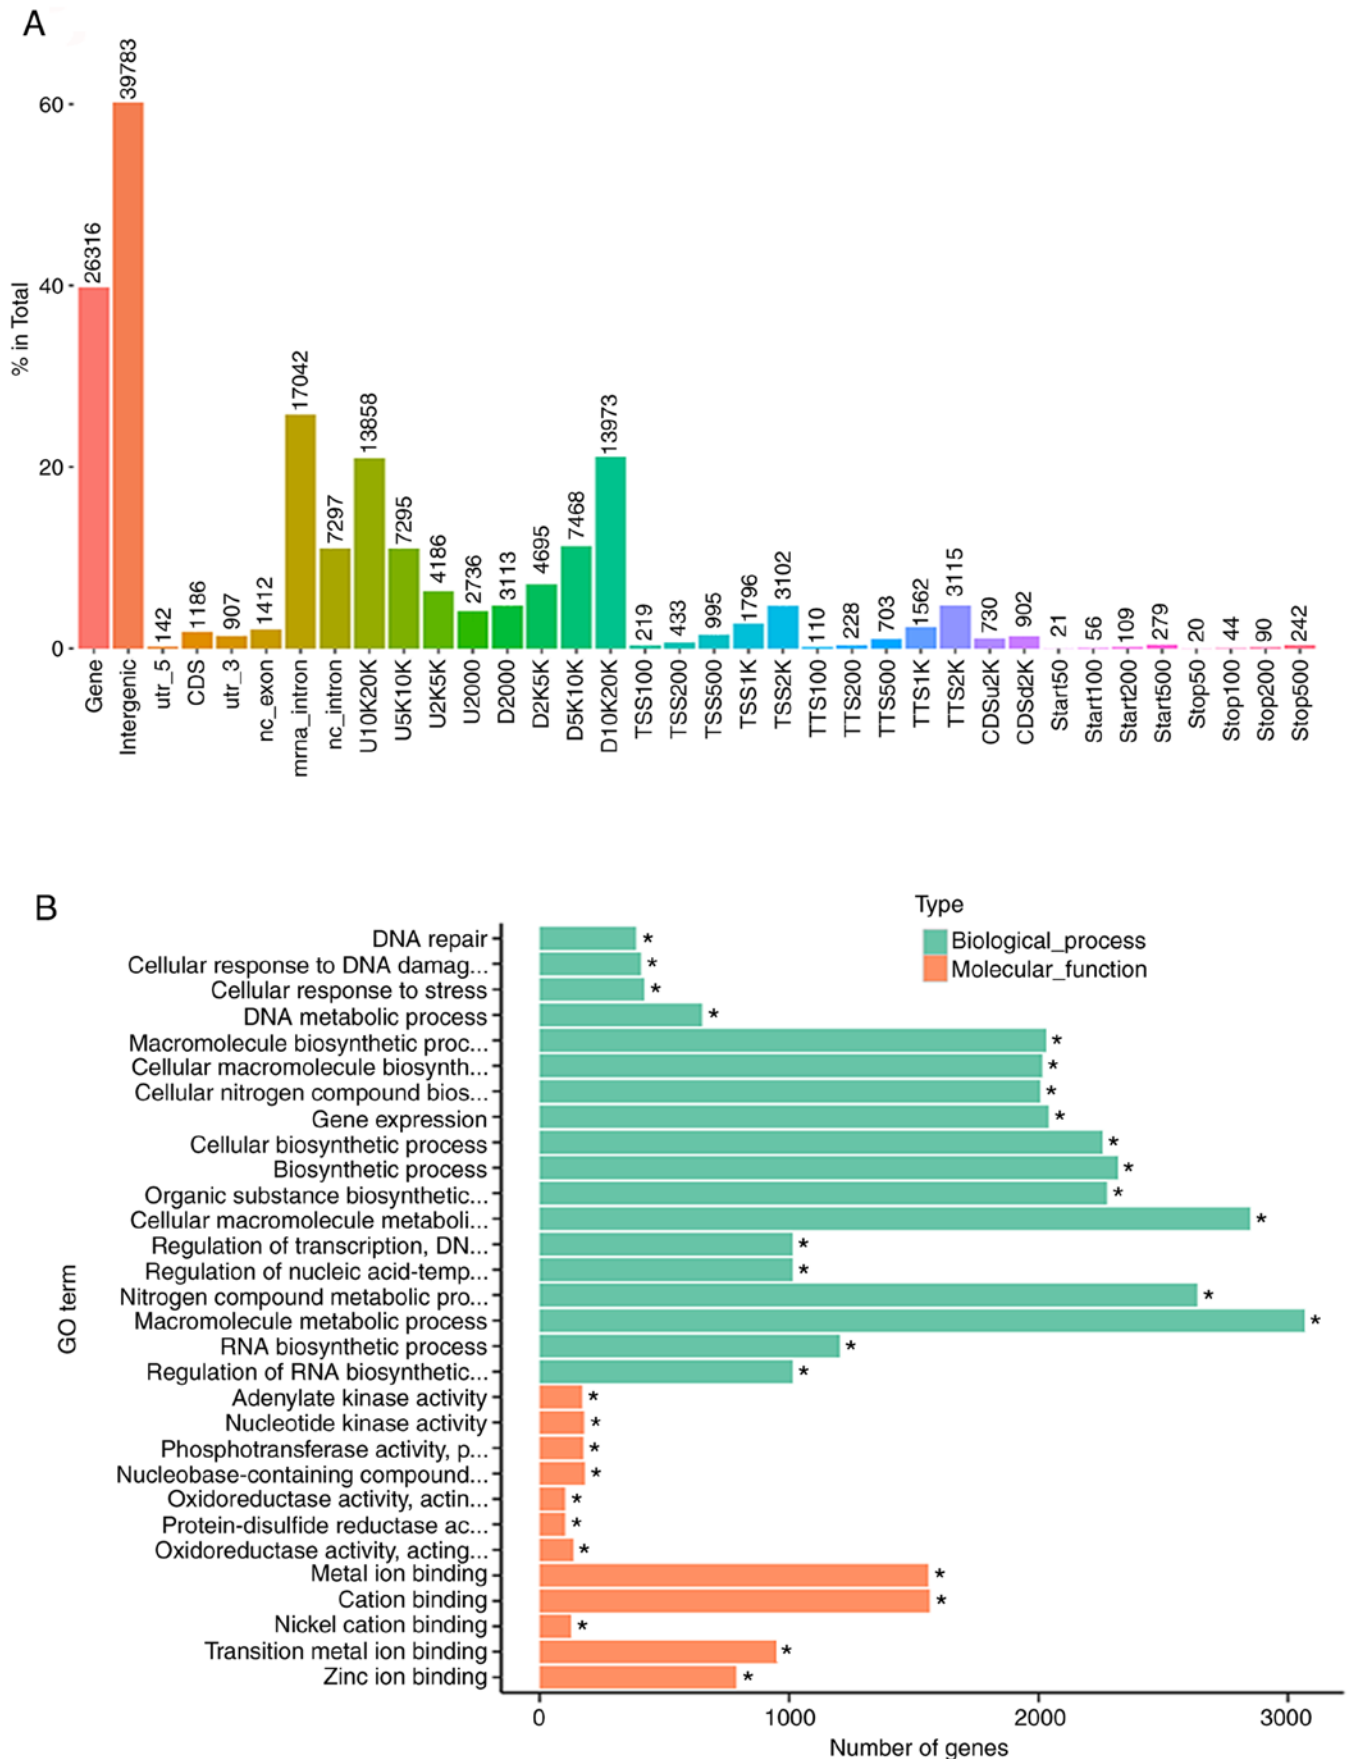 A
% in Total
60
40
20
0
26316
39783
142
1186
907
1412
17042
7297
13858
7295
4186
2736
3113
4695
7468
13973
219
433
995
1796
3102
110
228
703
1562
3115
730
902
21
56
109
279
20
44
90
242
Gene
Intergenic
utr_5
CDS
utr_3
nc_exon
mrna_intron
nc_intron
U10K20K
U5K10K
U2K5K
U2000
D2000
D2K5K
D5K10K
D10K20K
TSS100
TSS200
TSS500
TSS1K
TSS2K
TTS100
TTS200
TTS500
TTS1K
TTS2K
CDSu2K
CDSd2K
Start50
Start100
Start200
Start500
Stop50
Stop100
Stop200
Stop500
B
Type
Biological_process
Molecular_function
GO term
DNA repair *
Cellular response to DNA damag... *
Cellular response to stress *
DNA metabolic process *
Macromolecule biosynthetic proc... *
Cellular macromolecule biosynth... *
Cellular nitrogen compound bios... *
Gene expression *
Cellular biosynthetic process *
Biosynthetic process *
Organic substance biosynthetic... *
Cellular macromolecule metaboli... *
Regulation of transcription, DN... *
Regulation of nucleic acid-temp... *
Nitrogen compound metabolic pro... *
Macromolecule metabolic process *
RNA biosynthetic process *
Regulation of RNA biosynthetic... *
Adenylate kinase activity *
Nucleotide kinase activity *
Phosphotransferase activity, p... *
Nucleobase-containing compound... *
Oxidoreductase activity, actin... *
Protein-disulfide reductase ac... *
Oxidoreductase activity, acting... *
Metal ion binding *
Cation binding *
Nickel cation binding *
Transition metal ion binding *
Zinc ion binding *
0 1000 2000 3000
Number of genes